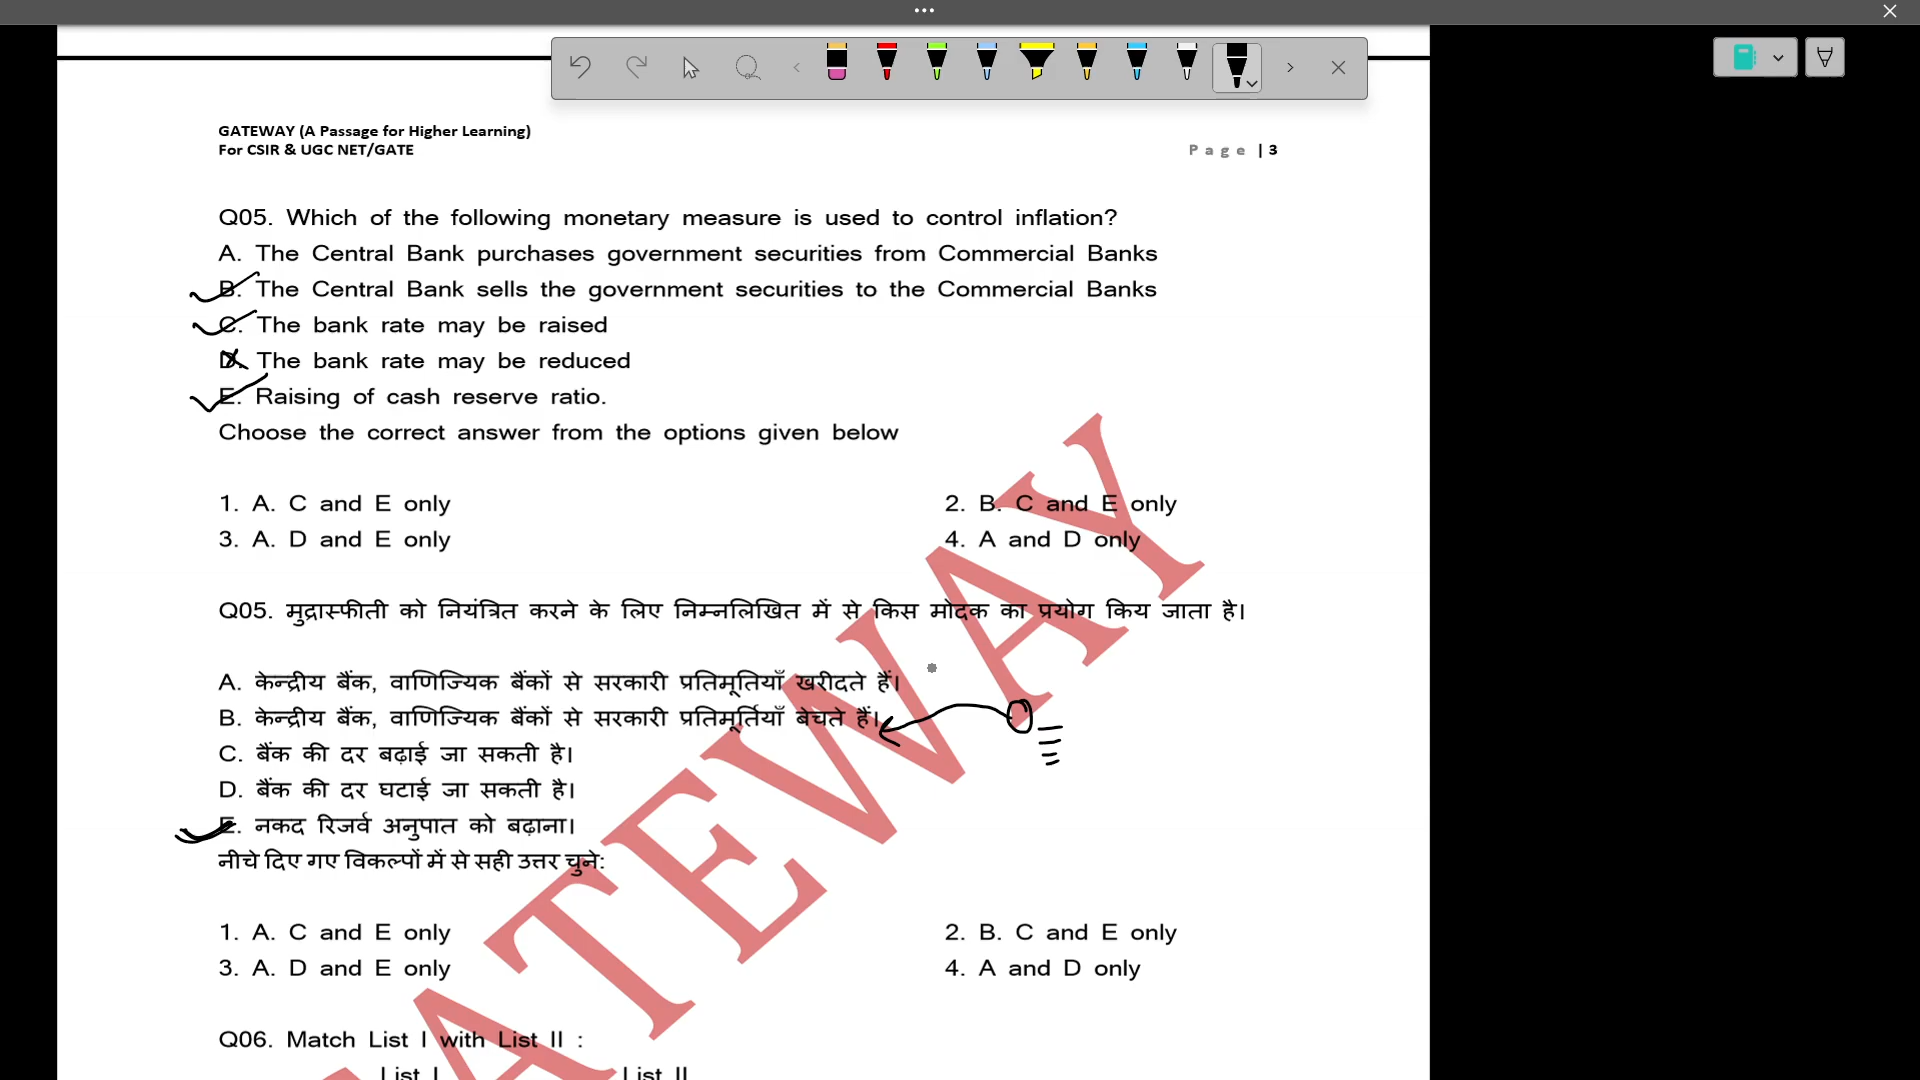 GATEWAY (A Passage for Higher Learning)
For CSIR & UGC NET/GATE
Page | 3
Q05. Which of the following monetary measure is used to control inflation?
A. The Central Bank purchases government securities from Commercial Banks
B. The Central Bank sells the government securities to the Commercial Banks
C. The bank rate may be raised
D. The bank rate may be reduced
E. Raising of cash reserve ratio.
Choose the correct answer from the options given below
1. A. C and E only
2. B. C and E only
3. A. D and E only
4. A and D only
Q05. मुद्रास्फीती को नियंत्रित करने के लिए निम्नलिखित में से किस मोदक का प्रयोग किय जाता है।
A. केन्द्रीय बैंक, वाणिज्यिक बैंकों से सरकारी प्रतिमूतियाँ खरीदते हैं।
B. केन्द्रीय बैंक, वाणिज्यिक बैंकों से सरकारी प्रतिमूर्तियाँ बेचते हैं।
C. बैंक की दर बढ़ाई जा सकती है।
D. बैंक की दर घटाई जा सकती है।
E. नकद रिजर्व अनुपात को बढ़ाना।
नीचे दिए गए विकल्पों में से सही उत्तर चुने:
1. A. C and E only
2. B. C and E only
3. A. D and E only
4. A and D only
Q06. Match List I with List II :
List I List II
GATEWAY